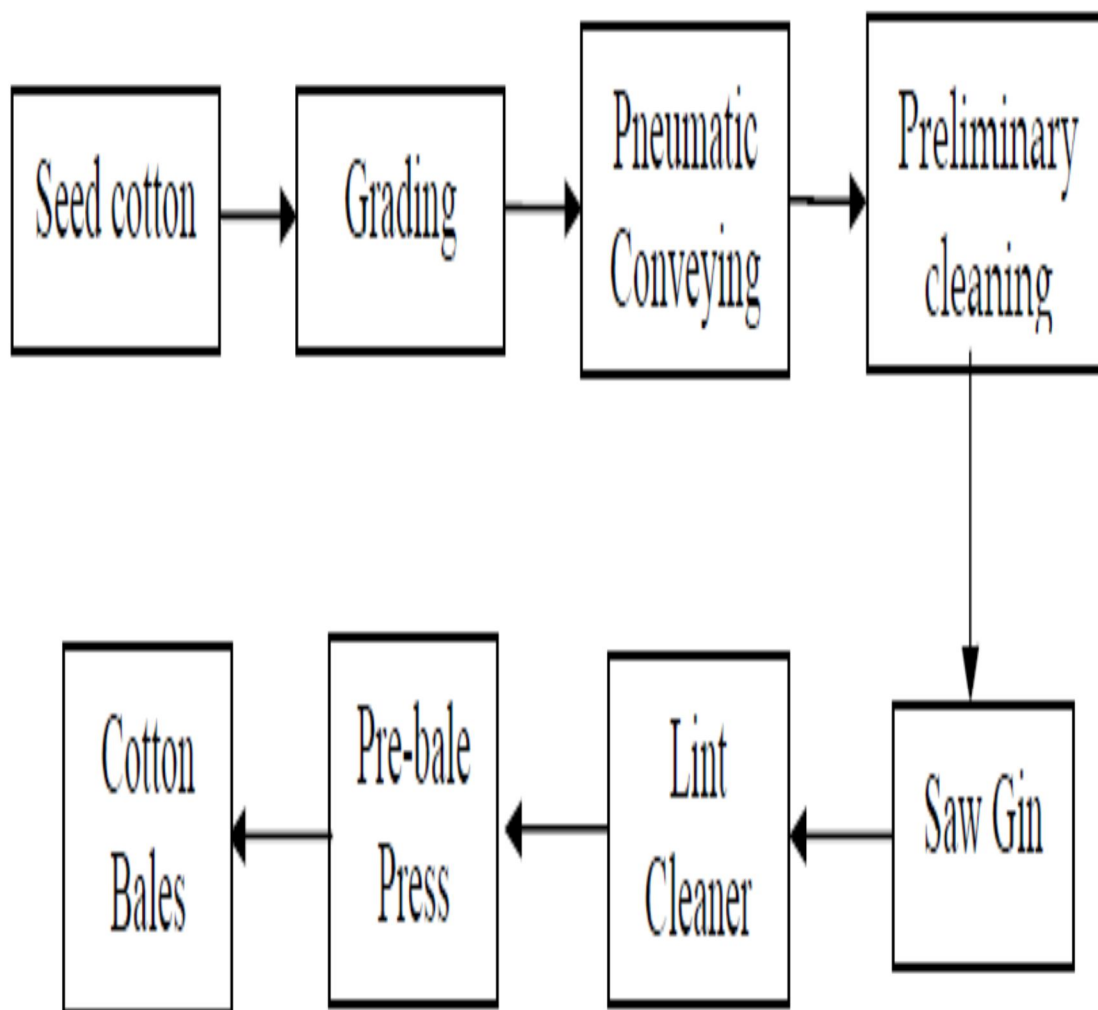 Seed cotton
Grading
Pneumatic
Conveying
Preliminary
cleaning
Saw Gin
Lint
Cleaner
Pre-bale
Press
Cotton
Bales